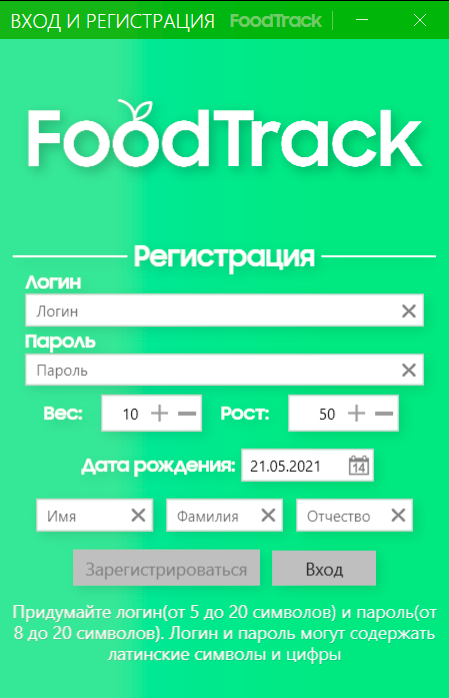 ВХОД И РЕГИСТРАЦИЯ FoodTrack
FoodTrack
Регистрация
Логин
Логин
Пароль
Пароль
Вес: 10 Рост: 50
Дата рождения: 21.05.2021 14
Имя Фамилия Отчество
Зарегистрироваться Вход
Придумайте логин(от 5 до 20 символов) и пароль(от
8 до 20 символов). Логин и пароль могут содержать
латинские символы и цифры